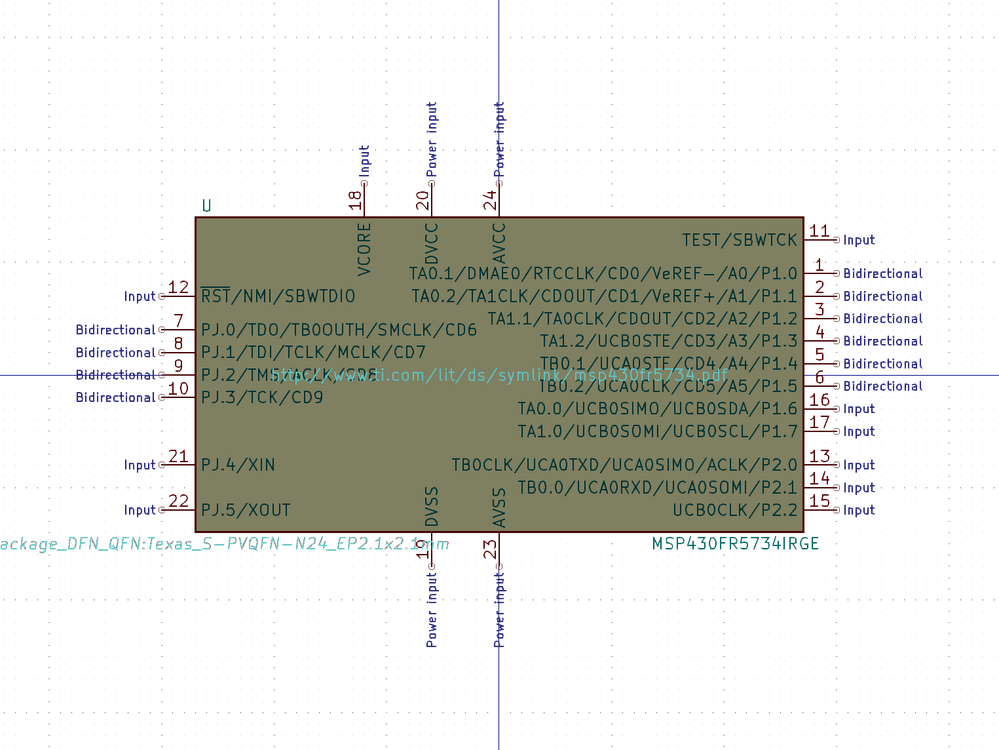 Power input
Power input
Input
18
20
24
U
VCORE
DVCC
AVCC
TEST/SBWTCK 11 Input
TA0.1/DMAE0/RTCCLK/CD0/VeREF-/A0/P1.0 1 Bidirectional
Input 12 RST/NMI/SBWTDIO
TA0.2/TA1CLK/CDOUT/CD1/VeREF+/A1/P1.1 2 Bidirectional
TA1.1/TA0CLK/CDOUT/CD2/A2/P1.2 3 Bidirectional
Bidirectional 7 PJ.0/TDO/TB0OUTH/SMCLK/CD6
TA1.2/UCB0STE/CD3/A3/P1.3 4 Bidirectional
Bidirectional 8 PJ.1/TDI/TCLK/MCLK/CD7
TB0.1/UCA0STE/CD4/A4/P1.4 5 Bidirectional
Bidirectional 9 PJ.2/TMS/ACLK/CD8
http://www.ti.com/lit/ds/symlink/msp430fr5734.pdf
TB0.2/UCA0CLK/CD5/A5/P1.5 6 Bidirectional
Bidirectional 10 PJ.3/TCK/CD9
TA0.0/UCB0SIMO/UCB0SDA/P1.6 16 Input
TA1.0/UCB0SOMI/UCB0SCL/P1.7 17 Input
Input 21 PJ.4/XIN
TB0CLK/UCA0TXD/UCA0SIMO/ACLK/P2.0 13 Input
TB0.0/UCA0RXD/UCA0SOMI/P2.1 14 Input
Input 22 PJ.5/XOUT
UCB0CLK/P2.2 15 Input
DVSS
AVSS
ackage_DFN_QFN:Texas_S-PVQFN-N24_EP2.1x2.1mm
MSP430FR5734IRGE
19
23
Power input
Power input